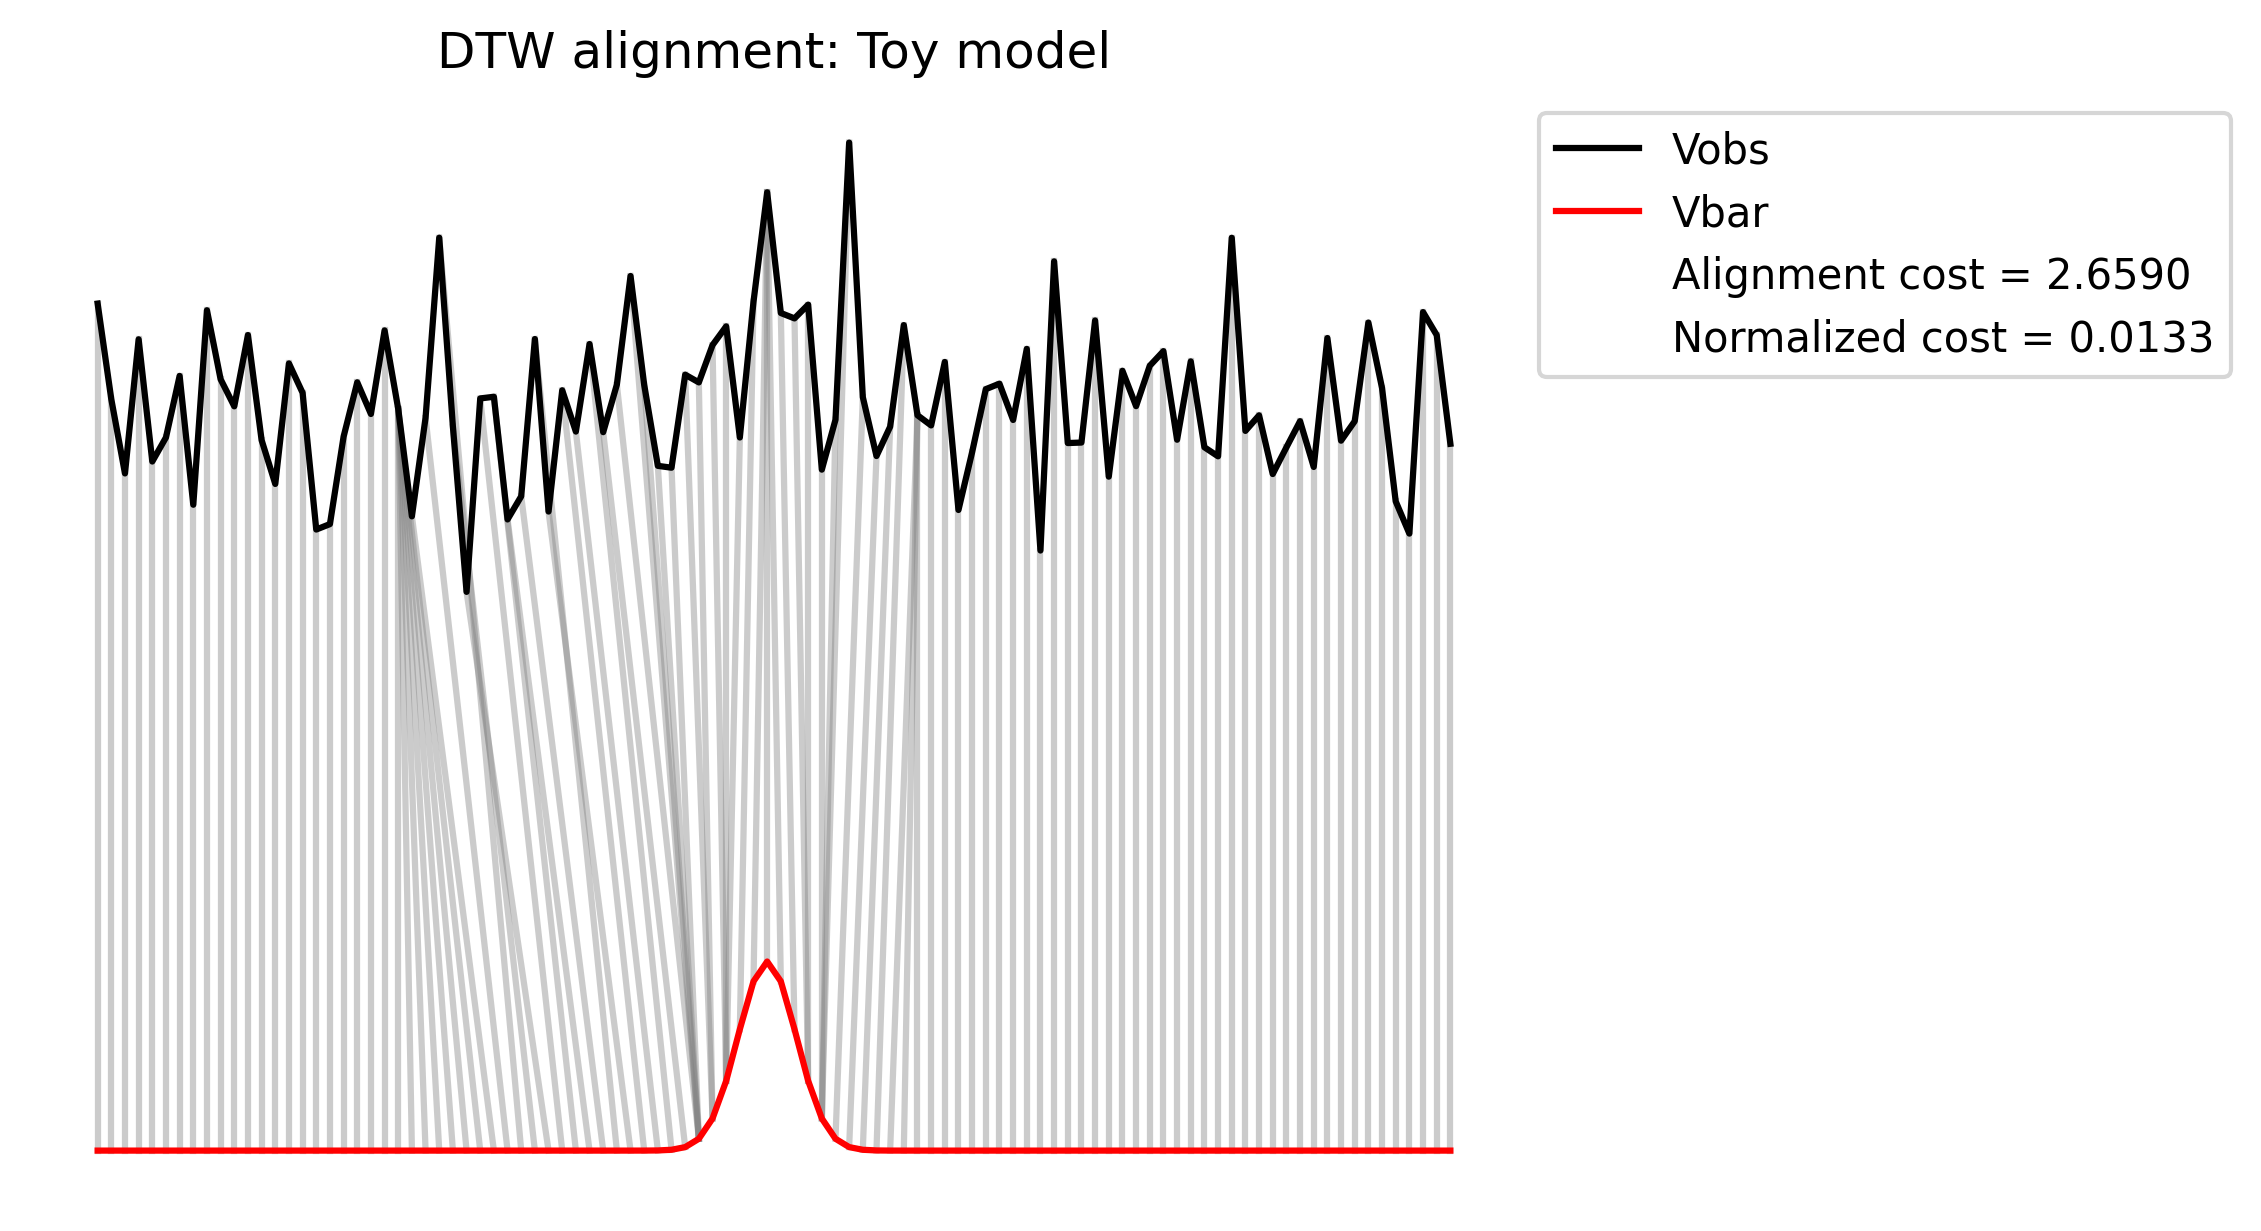 DTW alignment: Toy model
Vobs
Vbar
Alignment cost = 2.6590
Normalized cost = 0.0133